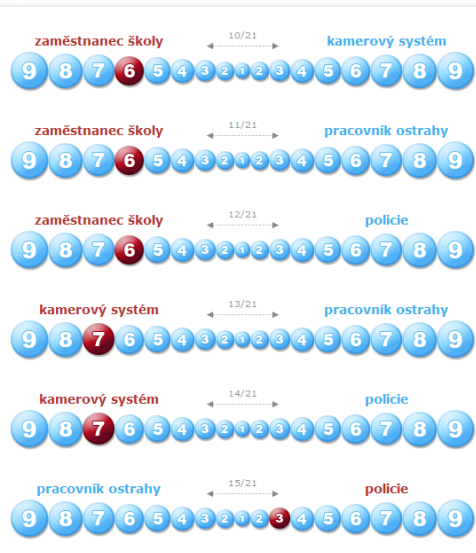 10/21
zaměstnanec školy kamerový systém
9 8 7 6 5 4 3 2 1 2 3 4 5 6 7 8 9
11/21
zaměstnanec školy pracovník ostrahy
9 8 7 6 5 4 3 2 1 2 3 4 5 6 7 8 9
12/21
zaměstnanec školy policie
9 8 7 6 5 4 3 2 1 2 3 4 5 6 7 8 9
13/21
kamerový systém pracovník ostrahy
9 8 7 6 5 4 3 2 1 2 3 4 5 6 7 8 9
14/21
kamerový systém policie
9 8 7 6 5 4 3 2 1 2 3 4 5 6 7 8 9
15/21
pracovník ostrahy policie
9 8 7 6 5 4 3 2 1 2 3 4 5 6 7 8 9